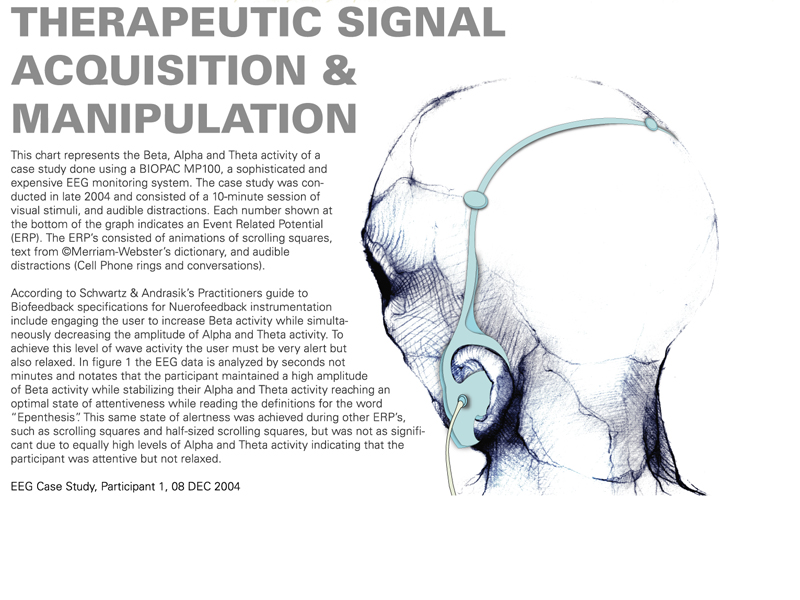 THERAPEUTIC SIGNAL
ACQUISITION &
MANIPULATION
This chart represents the Beta, Alpha and Theta activity of a
case study done using a BIOPAC MP100, a sophisticated and
expensive EEG monitoring system. The case study was con-
ducted in late 2004 and consisted of a 10-minute session of
visual stimuli, and audible distractions. Each number shown at
the bottom of the graph indicates an Event Related Potential
(ERP). The ERP's consisted of animations of scrolling squares,
text from ©Merriam-Webster's dictionary, and audible
distractions (Cell Phone rings and conversations).
According to Schwartz & Andrasik's Practitioners guide to
Biofeedback specifications for Nuerofeedback instrumentation
include engaging the user to increase Beta activity while simulta-
neously decreasing the amplitude of Alpha and Theta activity. To
achieve this level of wave activity the user must be very alert but
also relaxed. In figure 1 the EEG data is analyzed by seconds not
minutes and notates that the participant maintained a high amplitude
of Beta activity while stabilizing their Alpha and Theta activity reaching an
optimal state of attentiveness while reading the definitions for the word
"Epenthesis". This same state of alertness was achieved during other ERP's,
such as scrolling squares and half-sized scrolling squares, but was not as signifi-
cant due to equally high levels of Alpha and Theta activity indicating that the
participant was attentive but not relaxed.
EEG Case Study, Participant 1, 08 DEC 2004